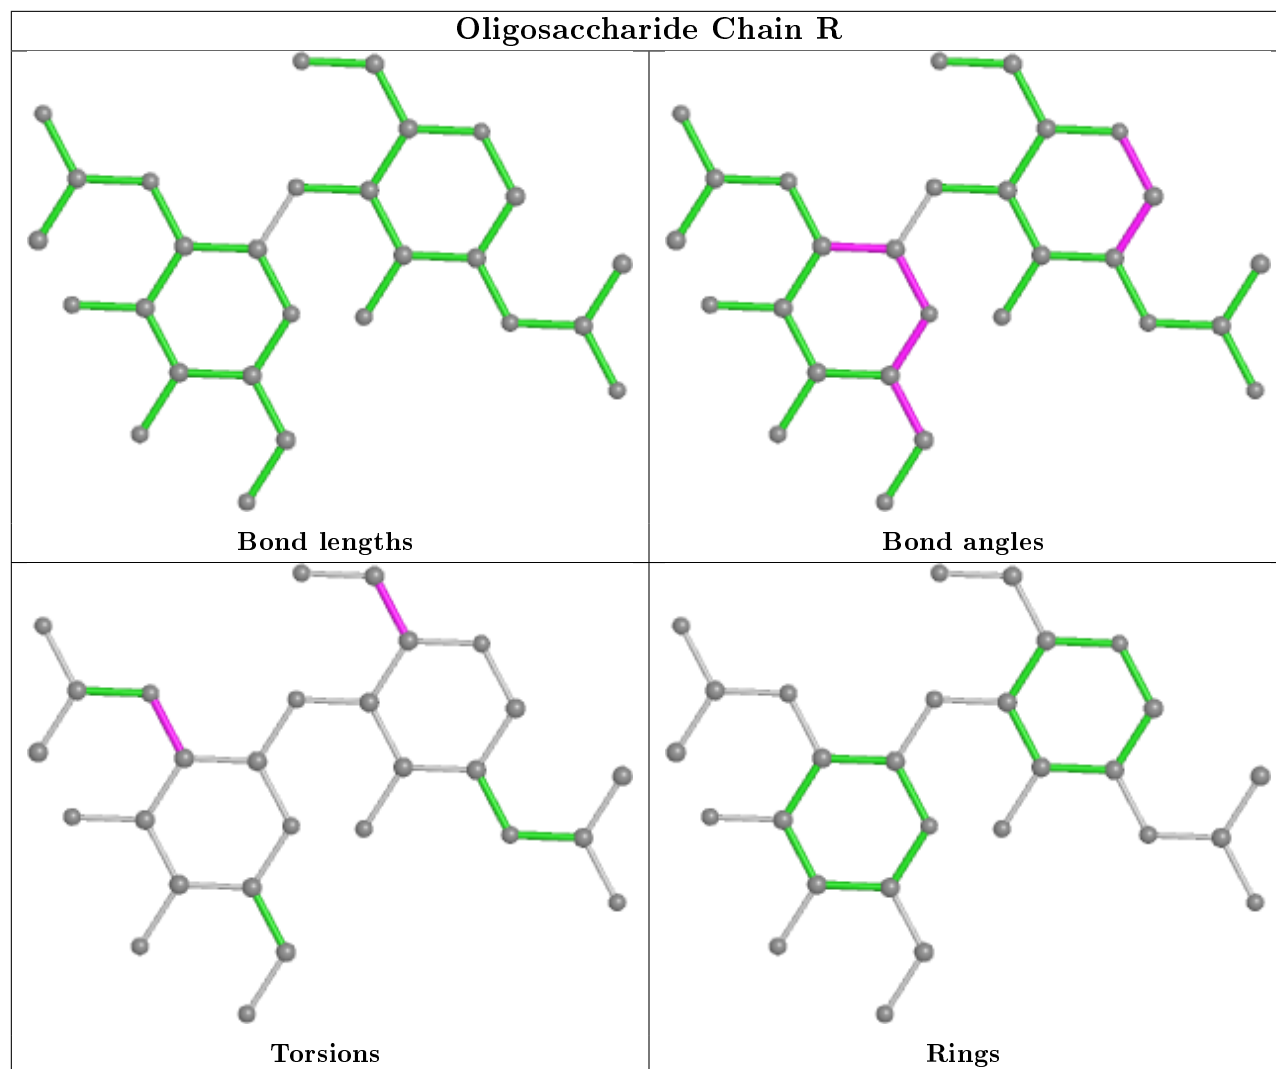 Oligosaccharide Chain R
Bond lengths
Bond angles
Torsions
Rings